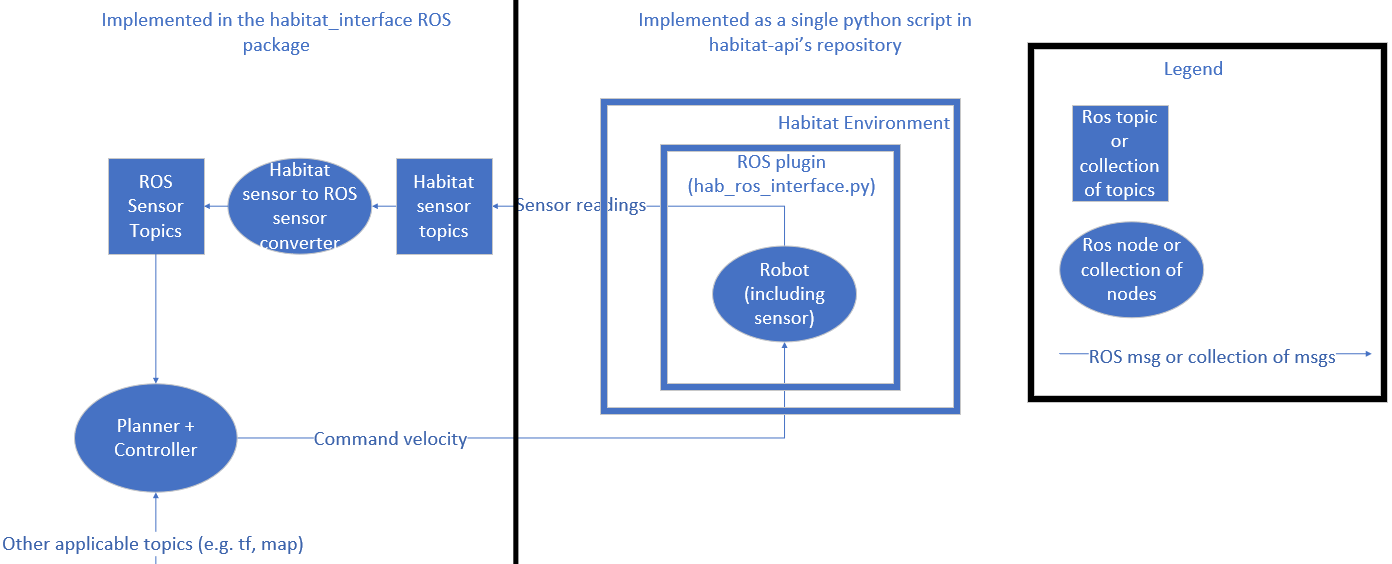 Implemented in the habitat_interface ROS
package
Implemented as a single python script in
habitat-api's repository
Legend
Ros topic
or
collection
of topics
Ros node or
collection of
nodes
ROS msg or collection of msgs
Habitat Environment
ROS plugin
(hab_ros_interface.py)
Robot
(including
sensor)
Sensor readings
Habitat
sensor
topics
Habitat
sensor to ROS
sensor
converter
ROS
Sensor
Topics
Planner +
Controller
Command velocity
Other applicable topics (e.g. tf, map)